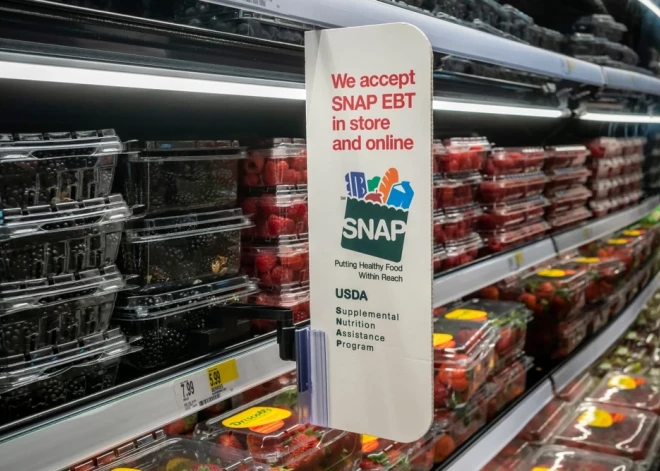 We accept
SNAP EBT
in store
and online
SNAP
Putting Healthy Food
Within Reach
USDA
Supplemental
Nutrition
Assistance
Program
7.99
5.99
Driscoll's